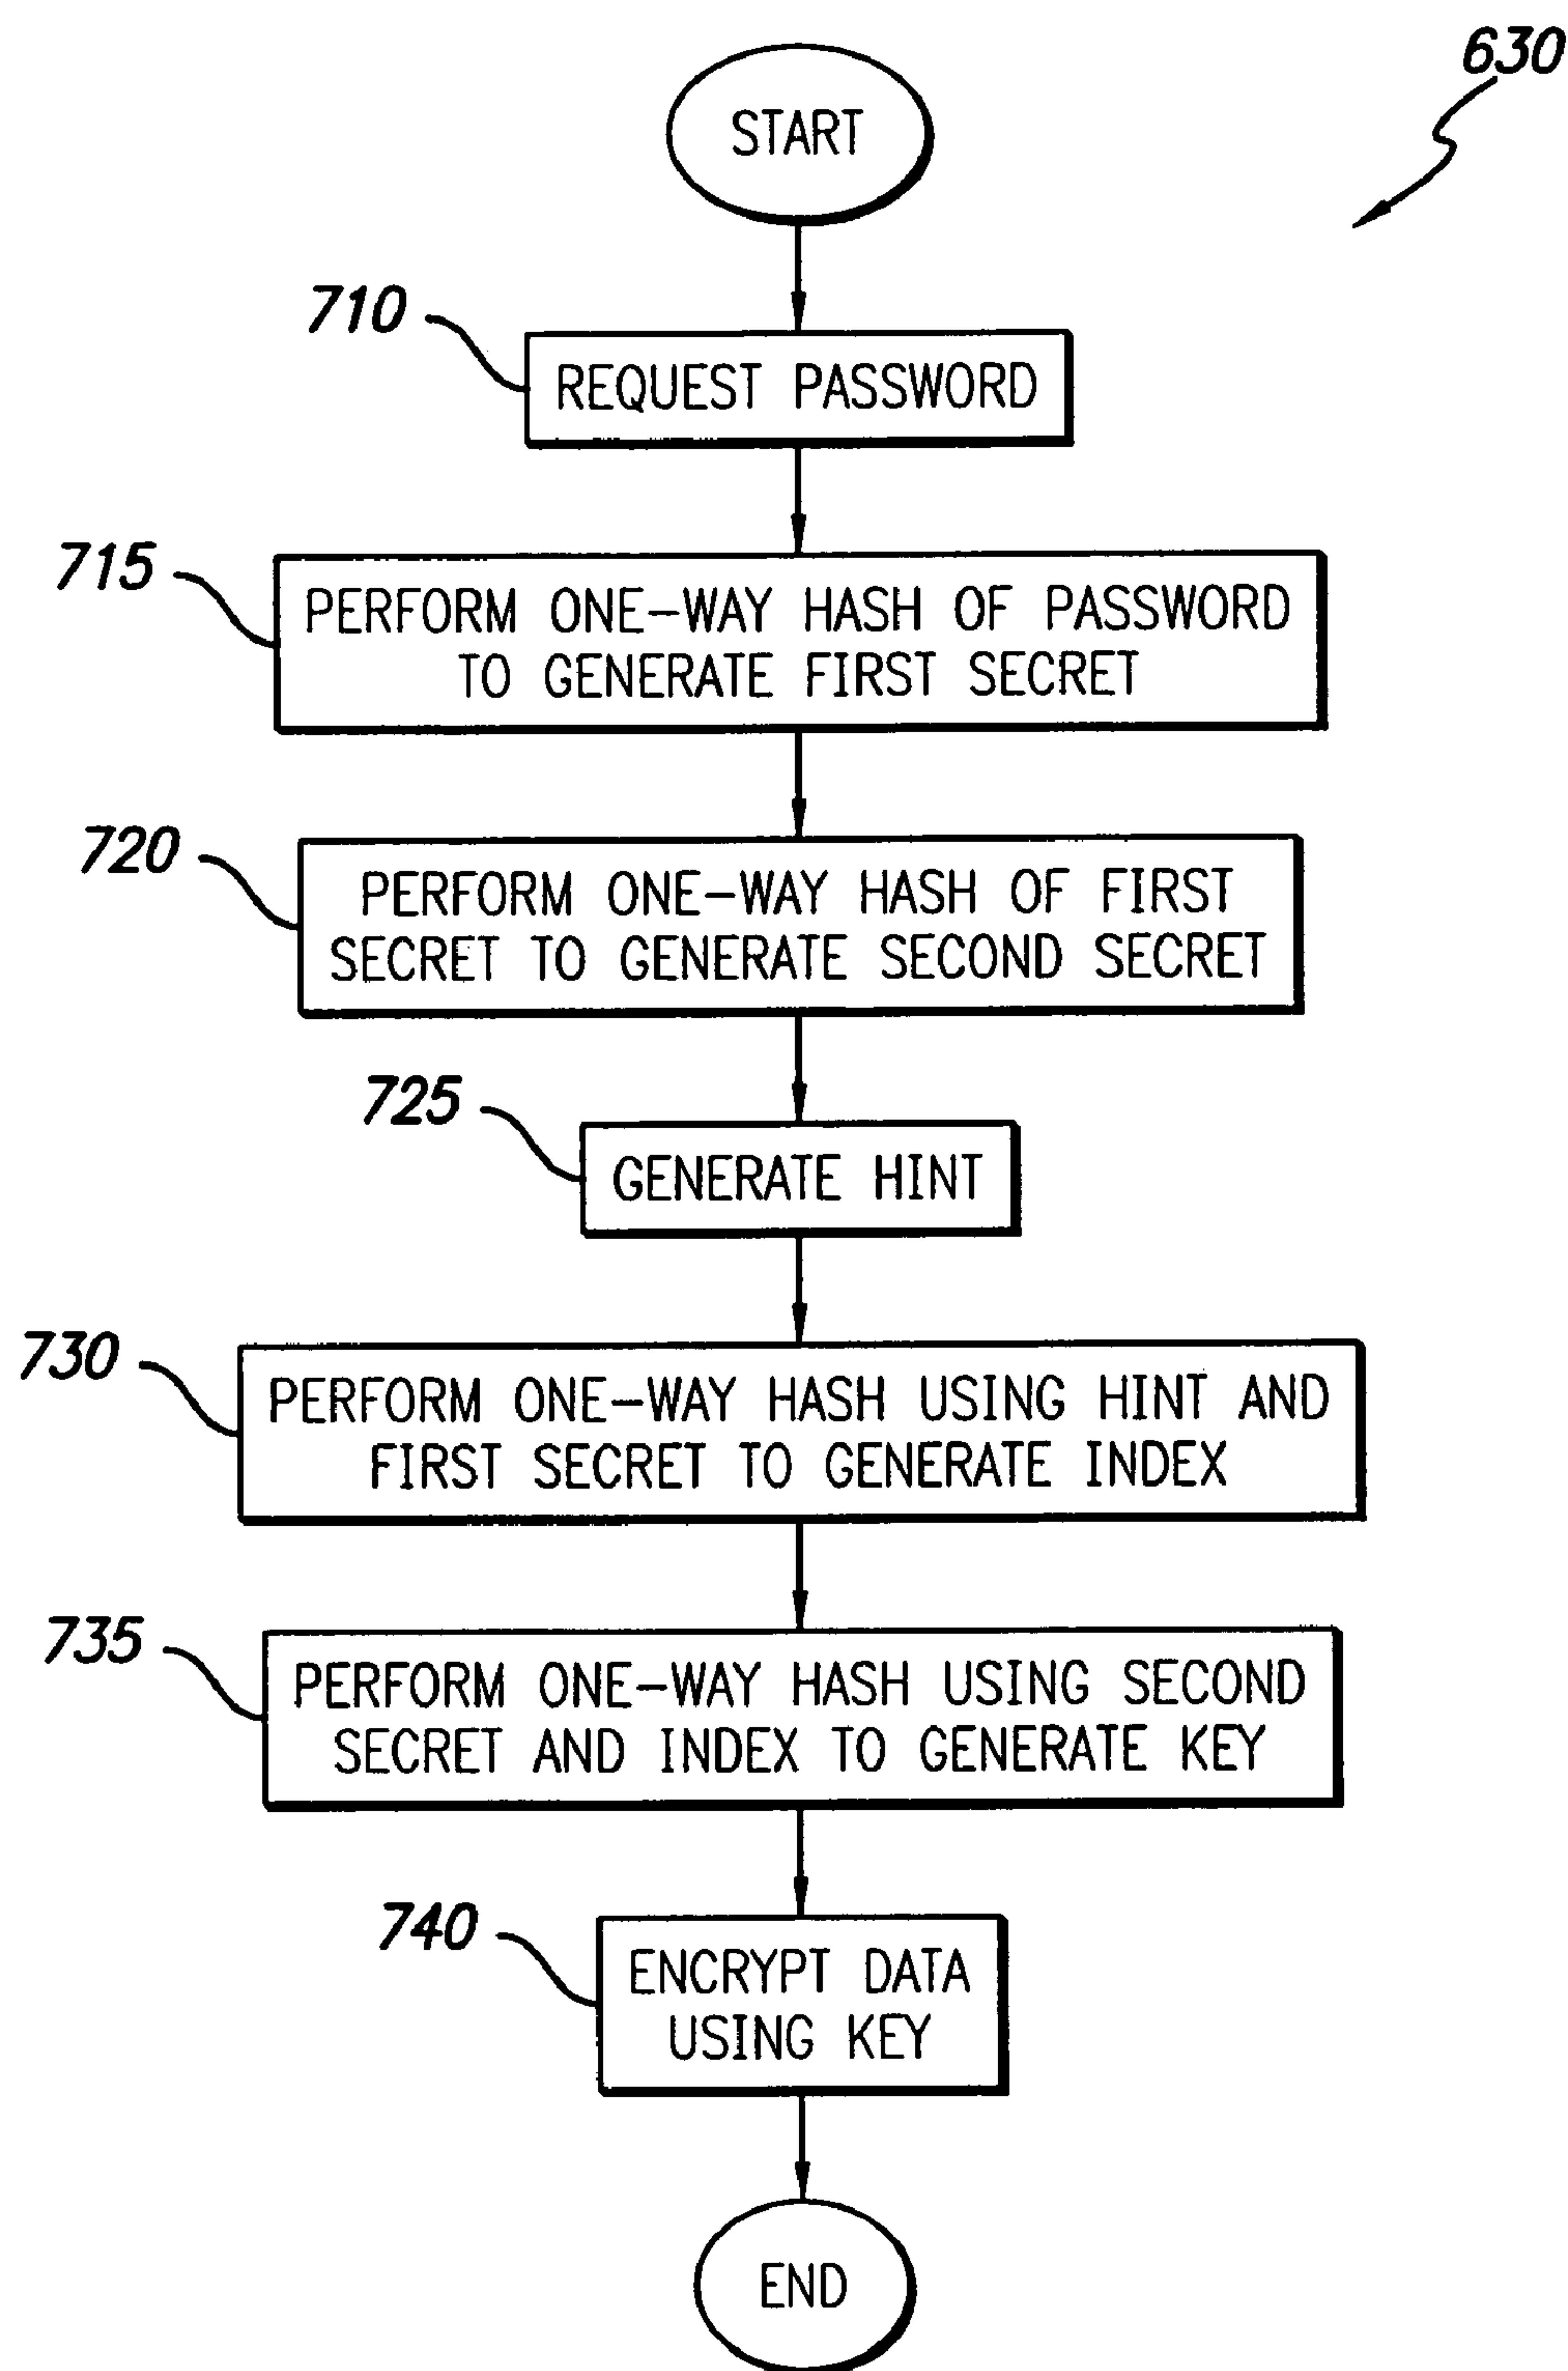 630
START
710
REQUEST PASSWORD
715
PERFORM ONE-WAY HASH OF PASSWORD
TO GENERATE FIRST SECRET
720
PERFORM ONE-WAY HASH OF FIRST
SECRET TO GENERATE SECOND SECRET
725
GENERATE HINT
730
PERFORM ONE-WAY HASH USING HINT AND
FIRST SECRET TO GENERATE INDEX
735
PERFORM ONE-WAY HASH USING SECOND
SECRET AND INDEX TO GENERATE KEY
740
ENCRYPT DATA
USING KEY
END